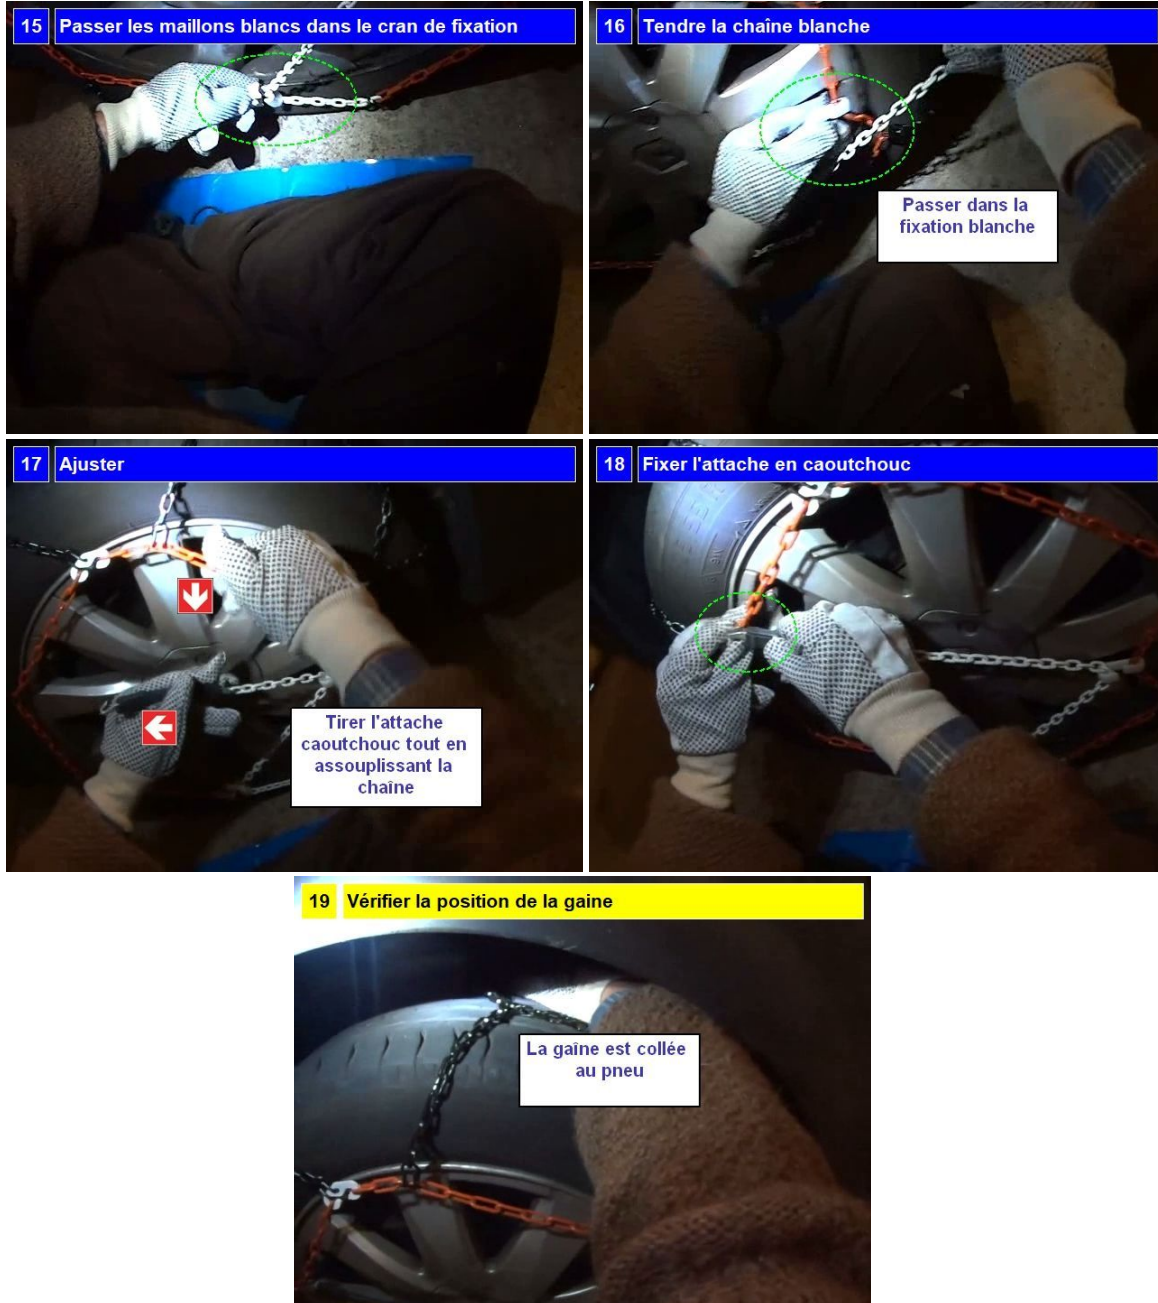 15 Passer les maillons blancs dans le cran de fixation
16 Tendre la chaîne blanche
Passer dans la
fixation blanche
17 Ajuster
Tirer l'attache
caoutchouc tout en
assouplissant la
chaîne
18 Fixer l'attache en caoutchouc
19 Vérifier la position de la gaine
La gaîne est collée
au pneu